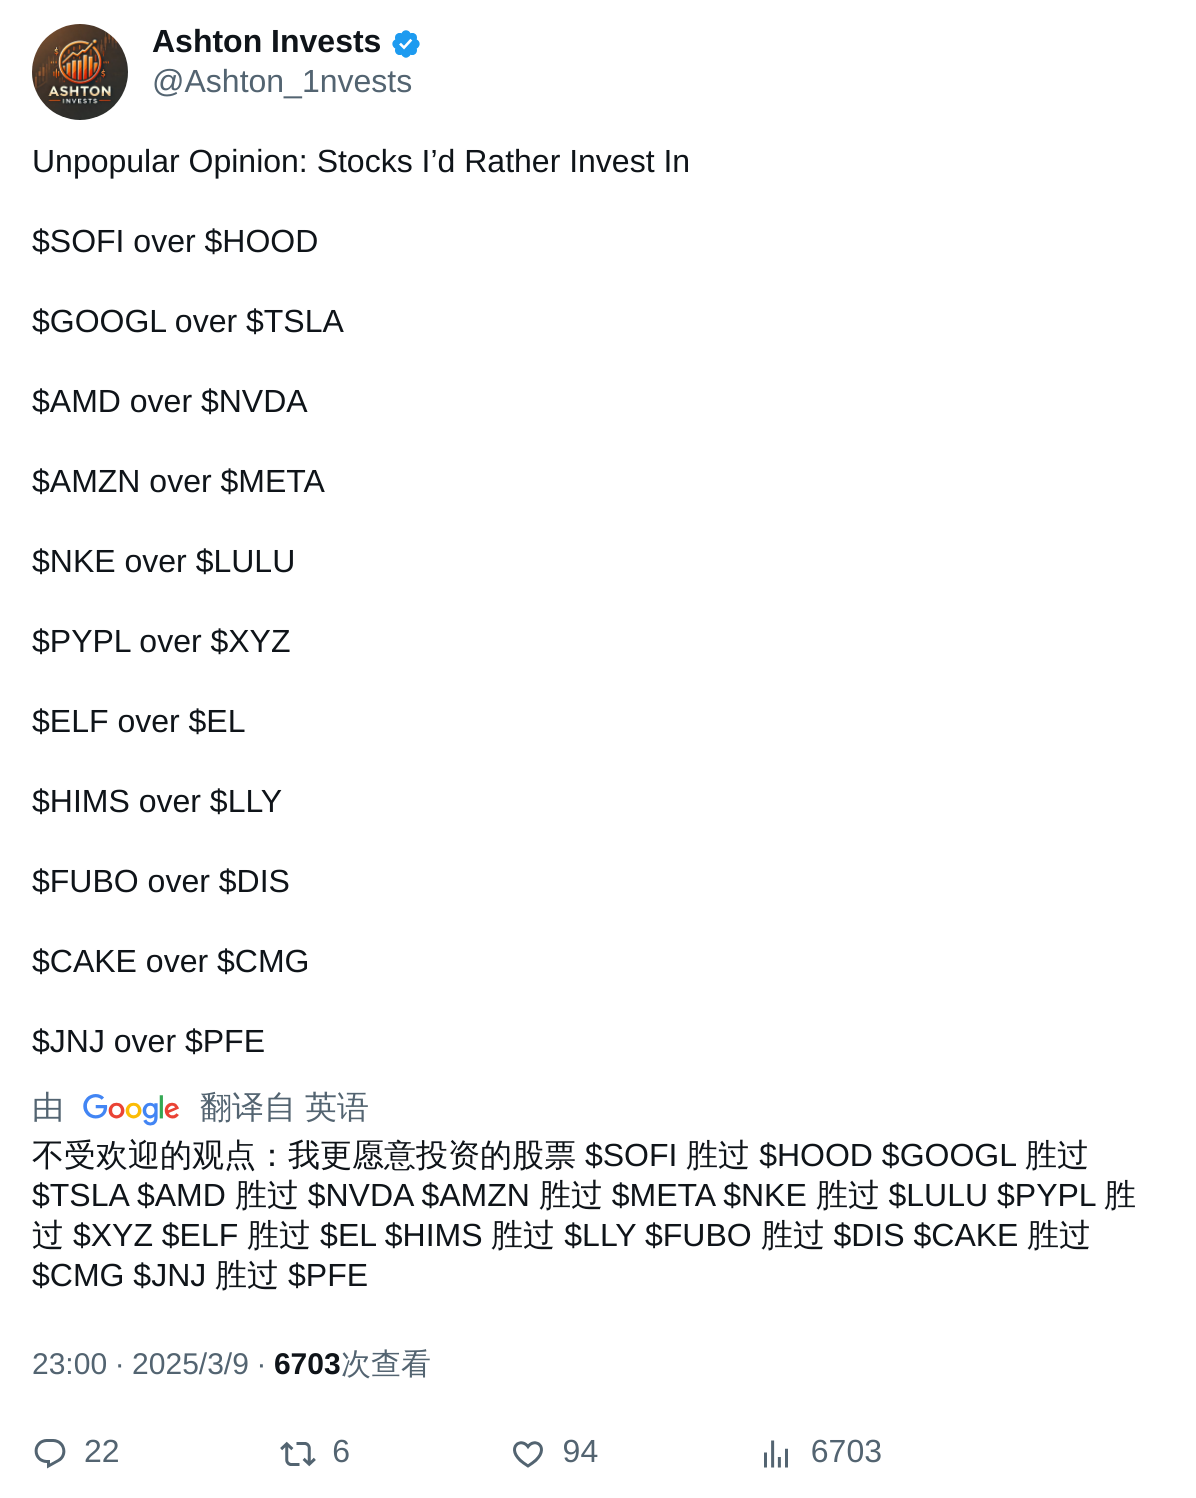 ASHTON
INVESTS
Ashton Invests
@Ashton_1nvests
Unpopular Opinion: Stocks I’d Rather Invest In
$SOFI over $HOOD
$GOOGL over $TSLA
$AMD over $NVDA
$AMZN over $META
$NKE over $LULU
$PYPL over $XYZ
$ELF over $EL
$HIMS over $LLY
$FUBO over $DIS
$CAKE over $CMG
$JNJ over $PFE
由 Google 翻译自 英语
不受欢迎的观点：我更愿意投资的股票 $SOFI 胜过 $HOOD $GOOGL 胜过
$TSLA $AMD 胜过 $NVDA $AMZN 胜过 $META $NKE 胜过 $LULU $PYPL 胜
过 $XYZ $ELF 胜过 $EL $HIMS 胜过 $LLY $FUBO 胜过 $DIS $CAKE 胜过
$CMG $JNJ 胜过 $PFE
23:00 · 2025/3/9 · 6703次查看
22 6 94 6703